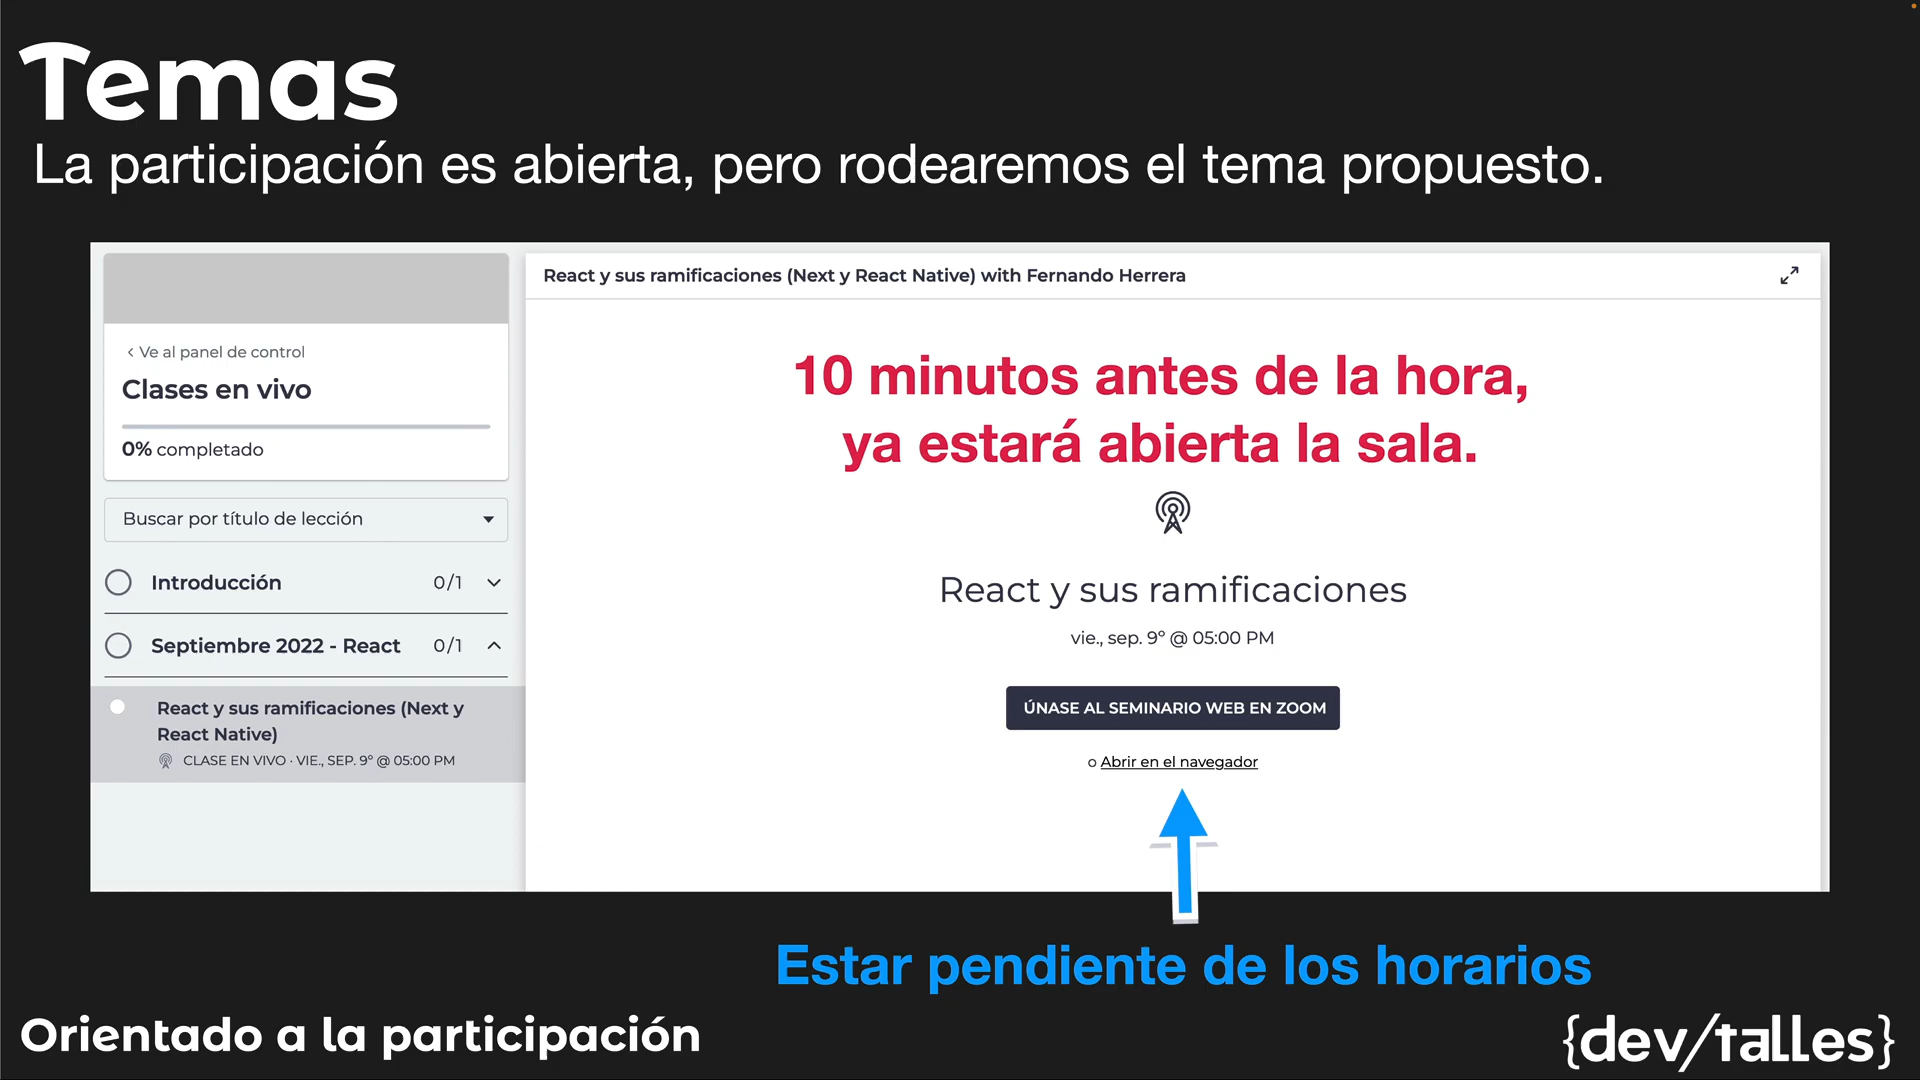 Temas
La participación es abierta, pero rodearemos el tema propuesto.
React y sus ramificaciones (Next y React Native) with Fernando Herrera
Ve al panel de control
Clases en vivo
0% completado
Buscar por título de lección
Introducción 0/1
Septiembre 2022 - React 0/1
React y sus ramificaciones (Next y
React Native)
CLASE EN VIVO · VIE., SEP. 9º @ 05:00 PM
10 minutos antes de la hora,
ya estará abierta la sala.
React y sus ramificaciones
vie., sep. 9º @ 05:00 PM
ÚNASE AL SEMINARIO WEB EN ZOOM
o Abrir en el navegador
Estar pendiente de los horarios
Orientado a la participación
{dev/talles}